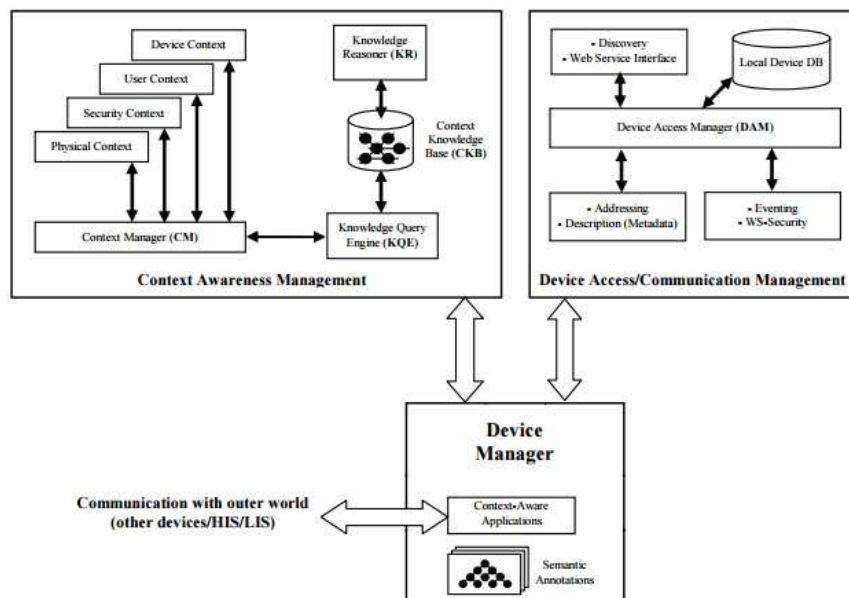 Device Context
User Context
Security Context
Physical Context
Context Manager (CM)
Knowledge
Reasoner (KR)
Context
Knowledge
Base (CKB)
Knowledge Query
Engine (KQE)
Context Awareness Management
▪ Discovery
▪ Web Service Interface
Local Device DB
Device Access Manager (DAM)
▪ Addressing
▪ Description (Metadata)
▪ Eventing
▪ WS-Security
Device Access/Communication Management
Device
Manager
Communication with outer world
(other devices/HIS/LIS)
Context-Aware
Applications
Semantic
Annotations